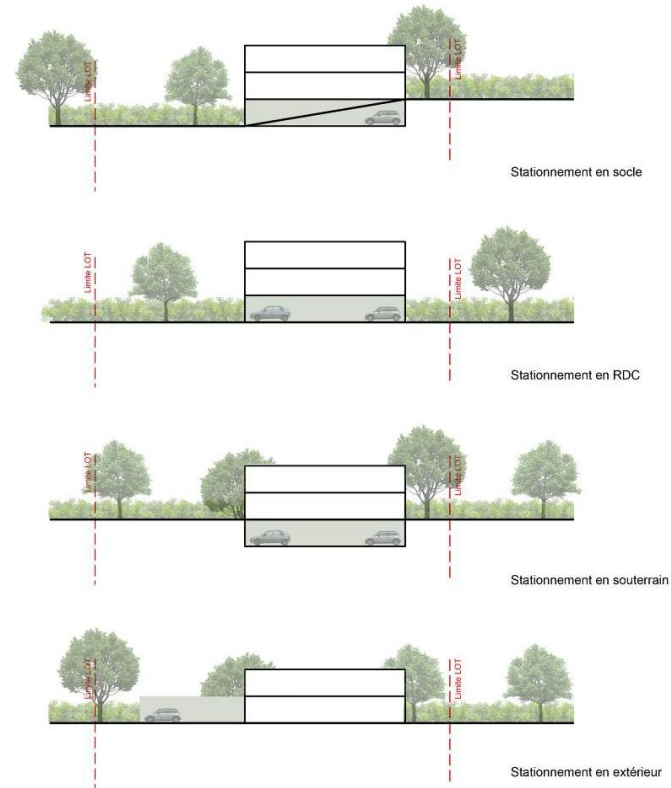 Limite LOT
Limite LOT
Stationnement en socle
Limite LOT
Limite LOT
Stationnement en RDC
Limite LOT
Limite LOT
Stationnement en souterrain
Limite LOT
Limite LOT
Stationnement en extérieur